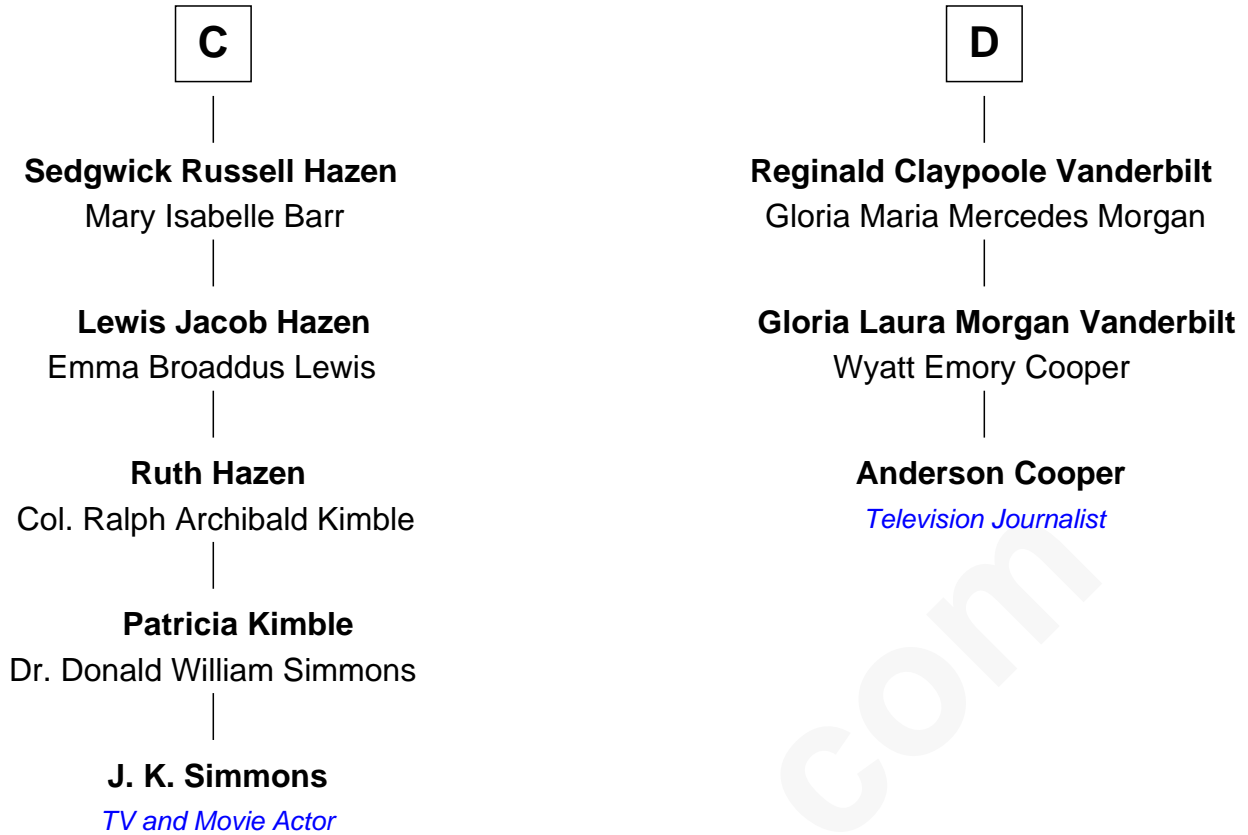 C
Sedgwick Russell Hazen
Mary Isabelle Barr
Lewis Jacob Hazen
Emma Broaddus Lewis
Ruth Hazen
Col. Ralph Archibald Kimble
Patricia Kimble
Dr. Donald William Simmons
J. K. Simmons
TV and Movie Actor
D
Reginald Claypoole Vanderbilt
Gloria Maria Mercedes Morgan
Gloria Laura Morgan Vanderbilt
Wyatt Emory Cooper
Anderson Cooper
Television Journalist
com